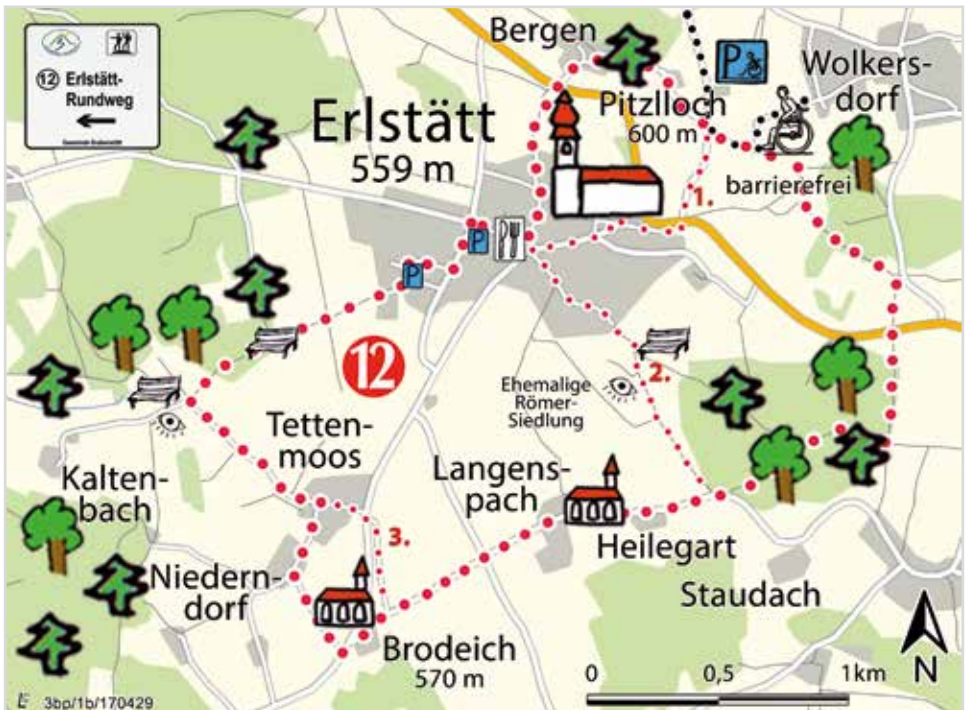 12 Erlstätt-
Rundweg
Bergen
P
Wolkers-
dorf
Pitzlloch
600 m
Erlstätt
559 m
barrierefrei
1.
P
P
12
2.
Ehemalige
Römer-
Siedlung
Tetten-
moos
Kalten-
bach
Langens-
pach
3.
Heilegart
Niedern-
dorf
Staudach
Brodeich
570 m
N
0 0,5 1km
3bp/1b/170429